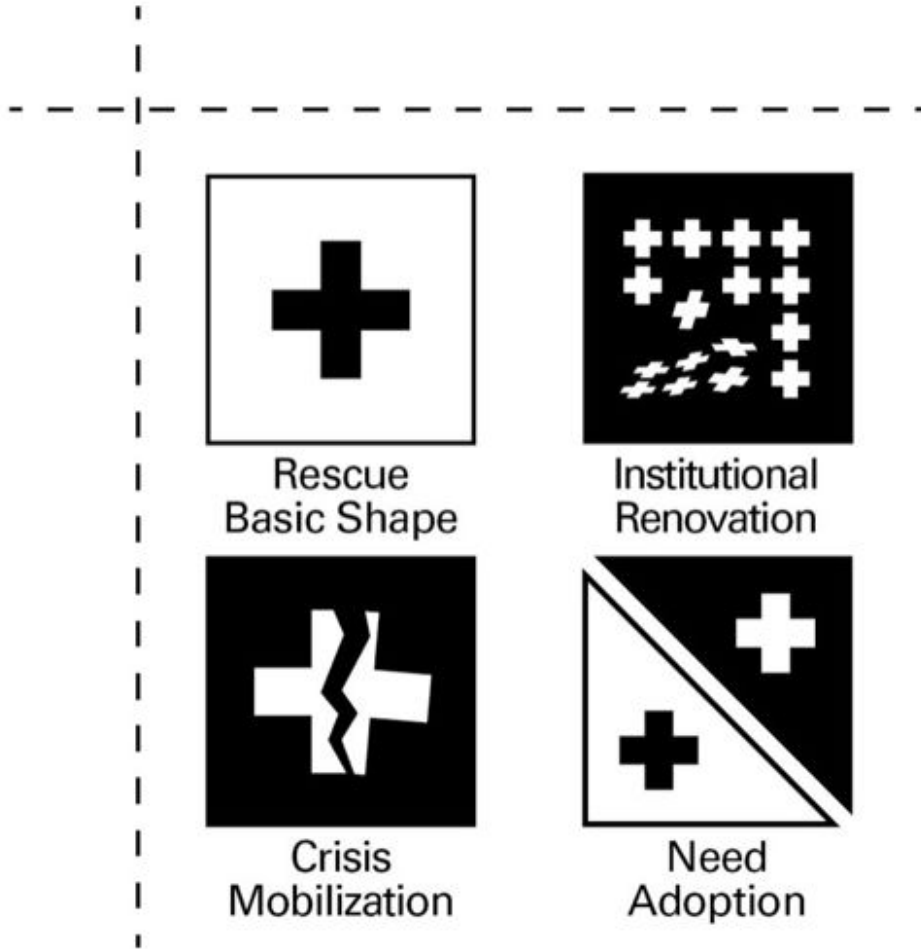 Rescue
Basic Shape
Institutional
Renovation
Crisis
Mobilization
Need
Adoption